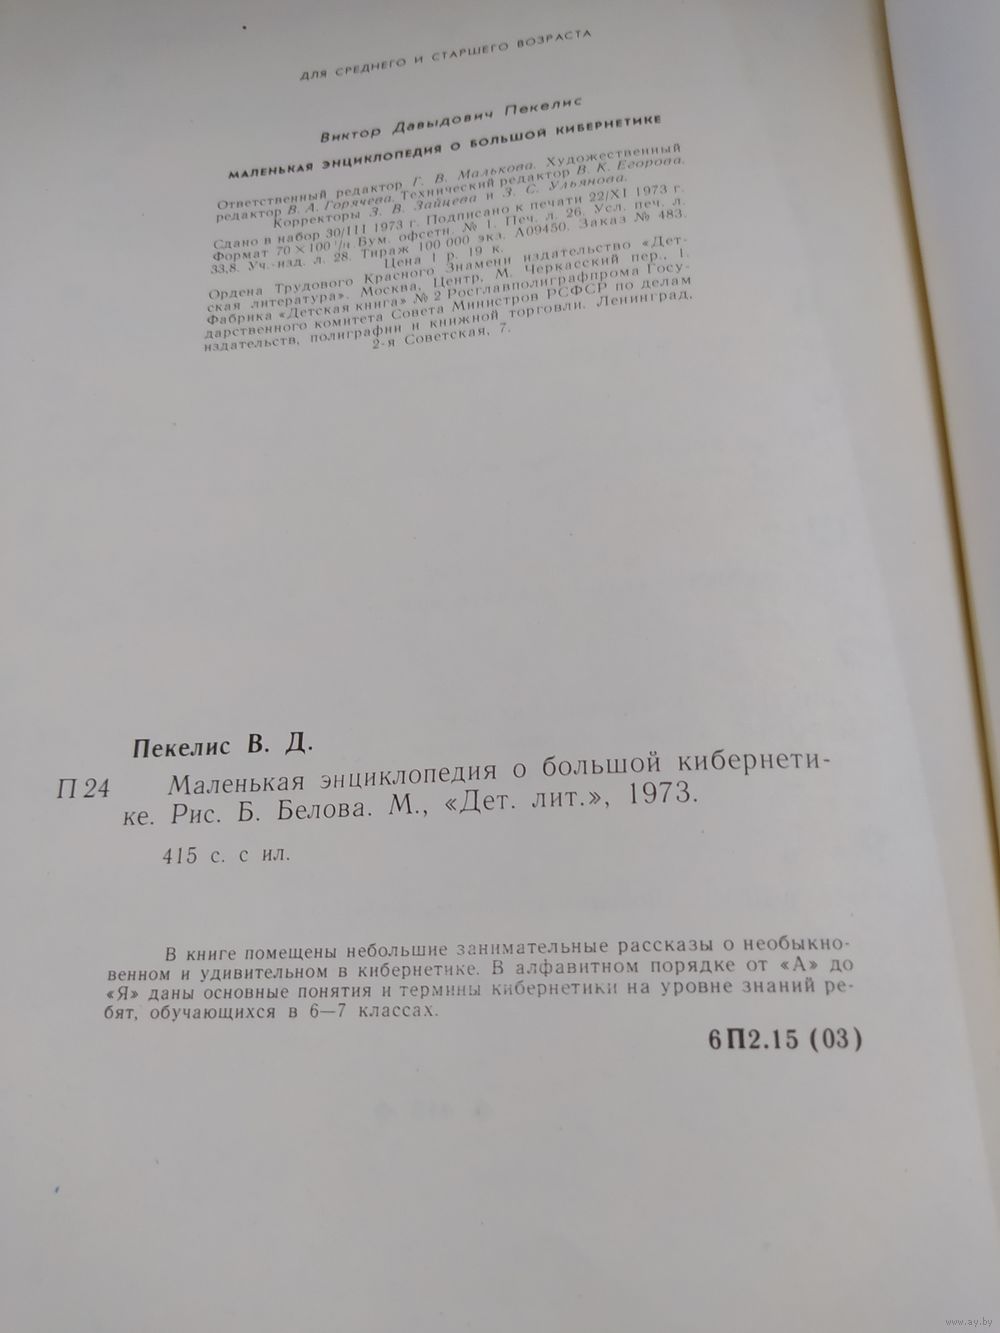 ДЛЯ СРЕДНЕГО И СТАРШЕГО ВОЗРАСТА
Виктор Давыдович Пекелис
МАЛЕНЬКАЯ ЭНЦИКЛОПЕДИЯ О БОЛЬШОЙ КИБЕРНЕТИКЕ
Ответственный редактор Г. В. Малькова. Художественный
редактор В. А. Горячева. Технический редактор В. К. Егорова.
Корректоры З. В. Зайцева и З. С. Ульянова.
Сдано в набор 30/III 1973 г. Подписано к печати 22/XI 1973 г.
Формат 70×100 Бум. офсетн. № 1. Печ. л. 26. Усл. печ. л.
33,8. Уч.-изд. л. 28. Тираж 100 000 экз. А09450. Заказ № 483.
Цена 1 р. 19 к.
Ордена Трудового Красного Знамени издательство «Дет-
ская литература». Москва, Центр, М. Черкасский пер., 1.
Фабрика «Детская книга» № 2 Росглавполиграфпрома Госу-
дарственного комитета Совета Министров РСФСР по делам
издательств, полиграфии и книжной торговли. Ленинград,
2-я Советская, 7.
Пекелис В. Д.
П 24 Маленькая энциклопедия о большой кибернети-
ке. Рис. Б. Белова. М., «Дет. лит.», 1973.
415 с. с ил.
В книге помещены небольшие занимательные рассказы о необыкно-
венном и удивительном в кибернетике. В алфавитном порядке от «А» до
«Я» даны основные понятия и термины кибернетики на уровне знаний ре-
бят, обучающихся в 6—7 классах.
6П2.15 (03)
www.ay.by